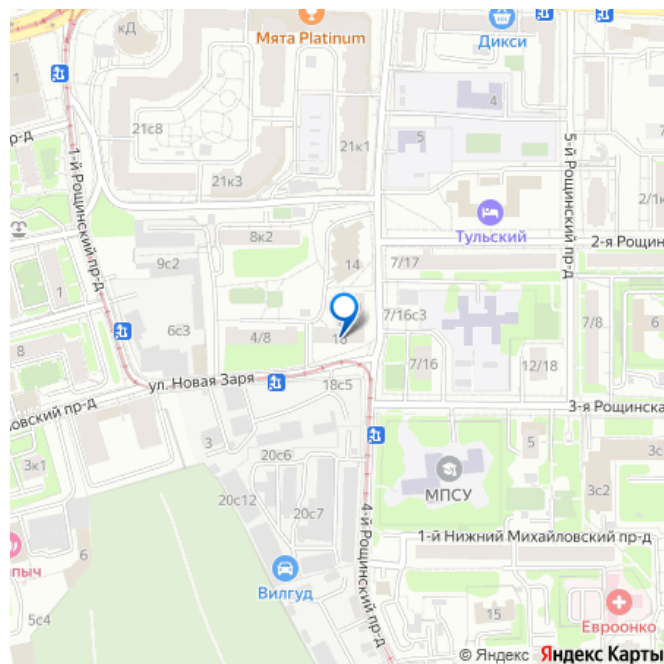 кД
Мята Platinum
Дикси
1
4
21с8
5
21к1
1-й Рощинский пр-д
21к3
5-й Рощинский пр-д
2/1к
Тульский
8к2
2-я Рощин
9с2
14
7/17
1
7/16с3
6с3
4/8
7/8
6
8
7/16
12/18
ул. Новая Заря
18с5
овский пр-д
3-я Рощинска
3
5
20с6
3к1
МПСУ
3с2
20с12
20с7
4-й Рощинский пр-д
1-й Нижний Михайловский пр-д
пыч
6
Вилгуд
5с4
15
Евроонко
© Яндекс Яндекс Карты